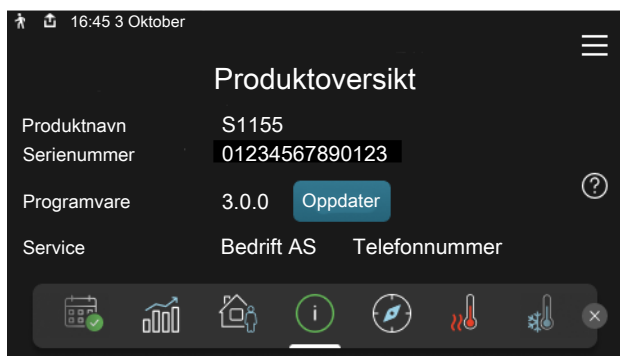 16:45 3 Oktober
Produktoversikt
Produktnavn S1155
Serienummer 01234567890123
Programvare 3.0.0 Oppdater
Service Bedrift AS Telefonnummer